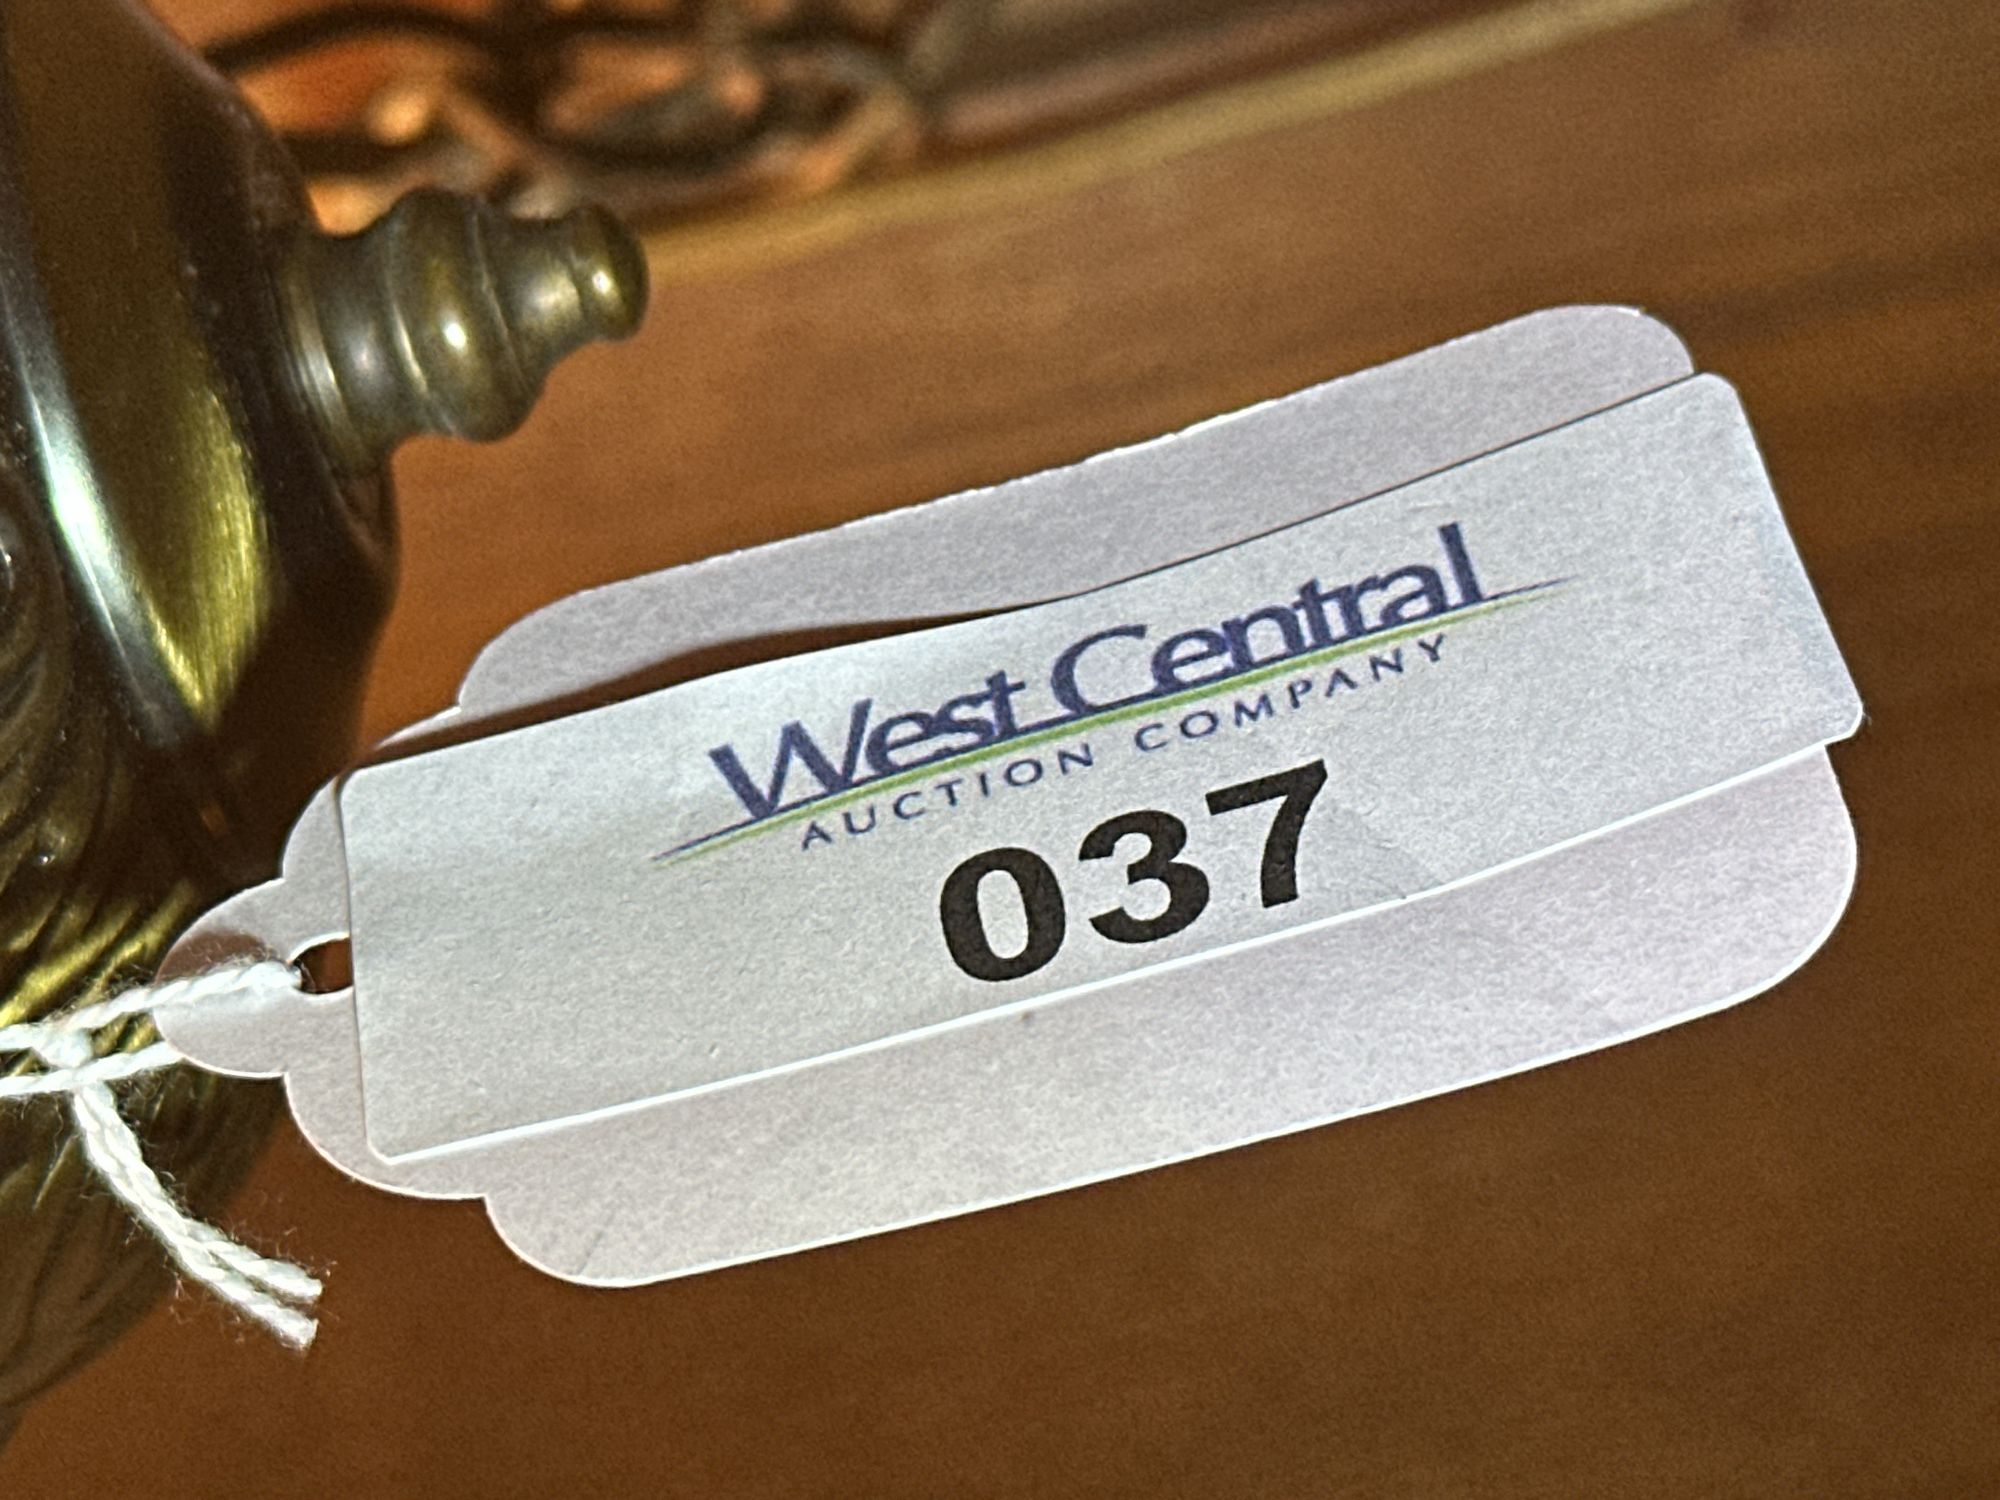 West Central
AUCTION COMPANY
037